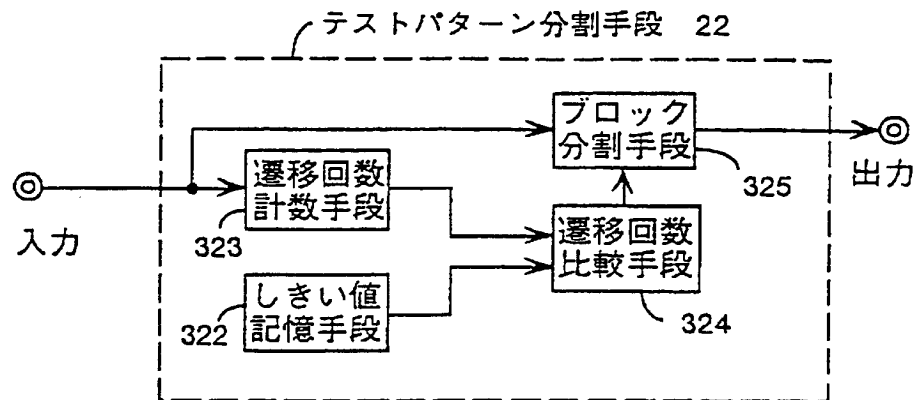 テストパターン分割手段 22
ブロック
分割手段
325
出力
入力
遷移回数
計数手段
323
遷移回数
比較手段
324
しきい値
記憶手段
322